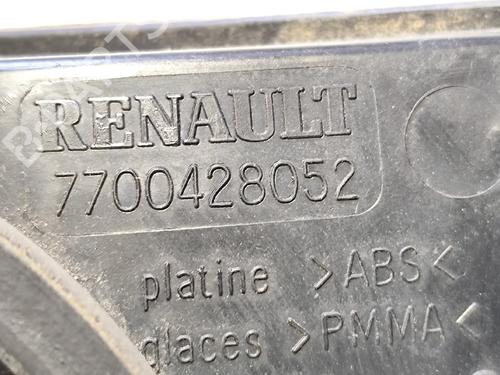 RENAULT
7700428052
platine >ABS<
glaces >PMMA<